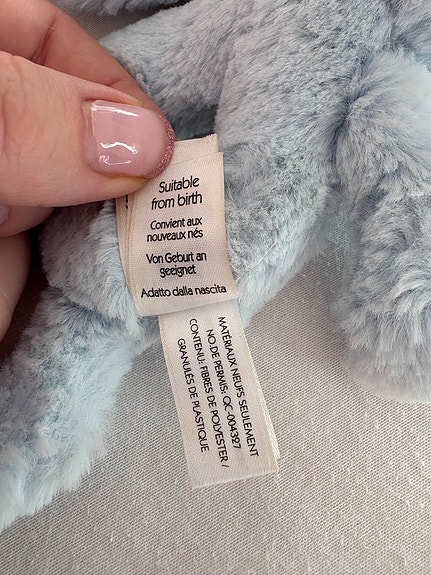 Suitable
from birth
Convient aux
nouveaux nés
Von Geburt an
geeignet
Adatto dalla nascita
MATÉRIAUX NEUFS SEULEMENT
NO.DE PERMIS: QC-004327
CONTENU: FIBRES DE POLYESTER /
GRANULÉS DE PLASTIQUE